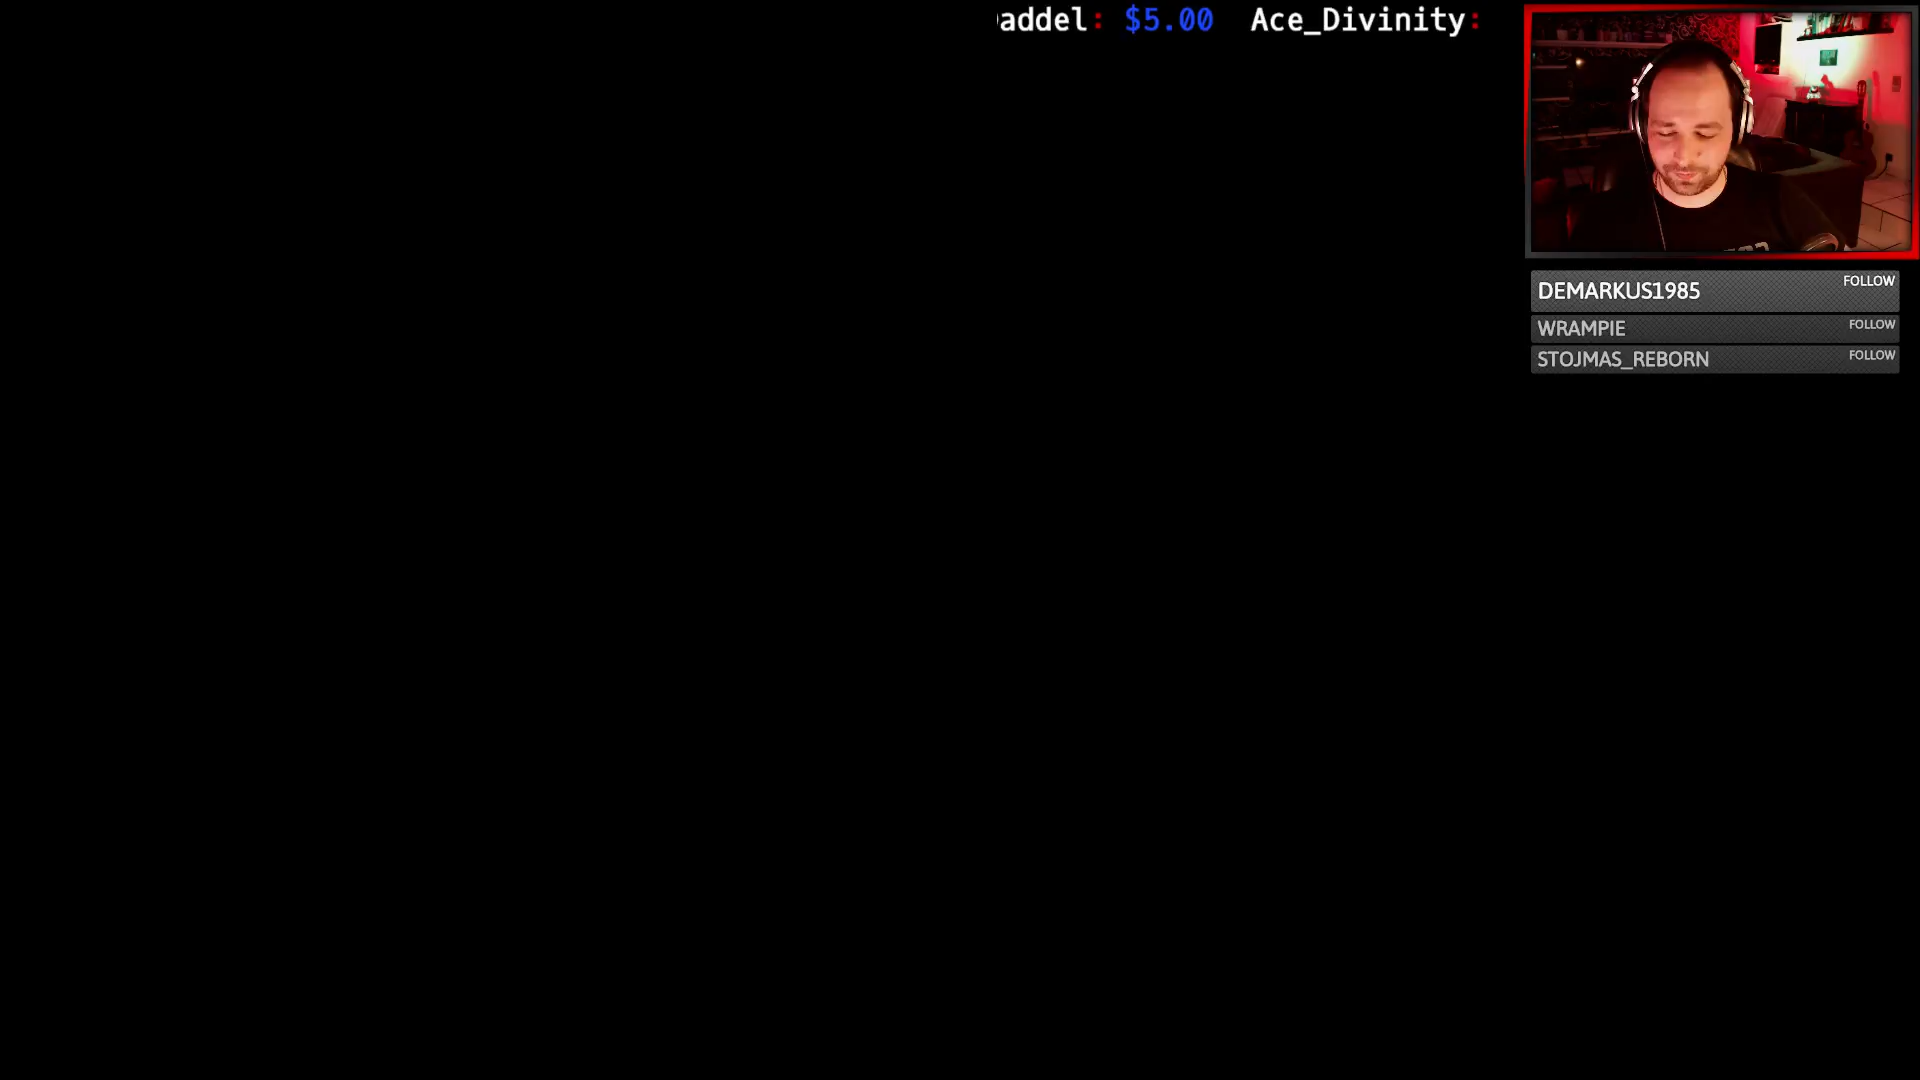 addel: $5.00 Ace_Divinity:
DEMARKUS1985 FOLLOW
WRAMPIE FOLLOW
STOJMAS_REBORN FOLLOW